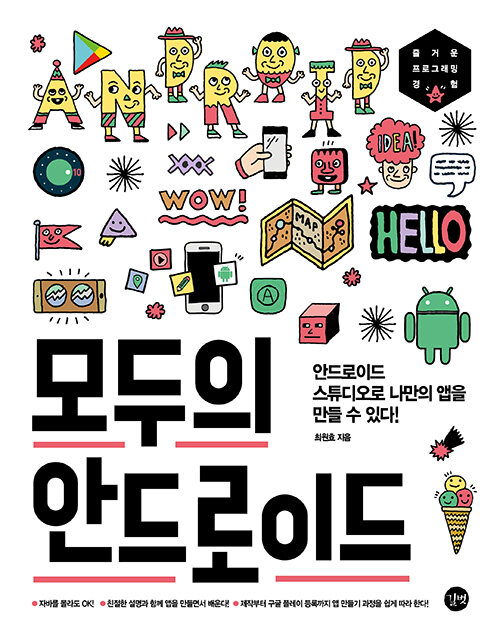 ANDROID
즐거운
프로그래밍
경험
10
IDEA!
WOW!
MAP
HELLO
A
안드로이드
스튜디오로 나만의 앱을
만들 수 있다!
최원효 지음
모두의
안드로이드
● 자바를 몰라도 OK! ● 친절한 설명과 함께 앱을 만들면서 배운다! ● 제작부터 구글 플레이 등록까지 앱 만들기 과정을 쉽게 따라 한다!
길벗